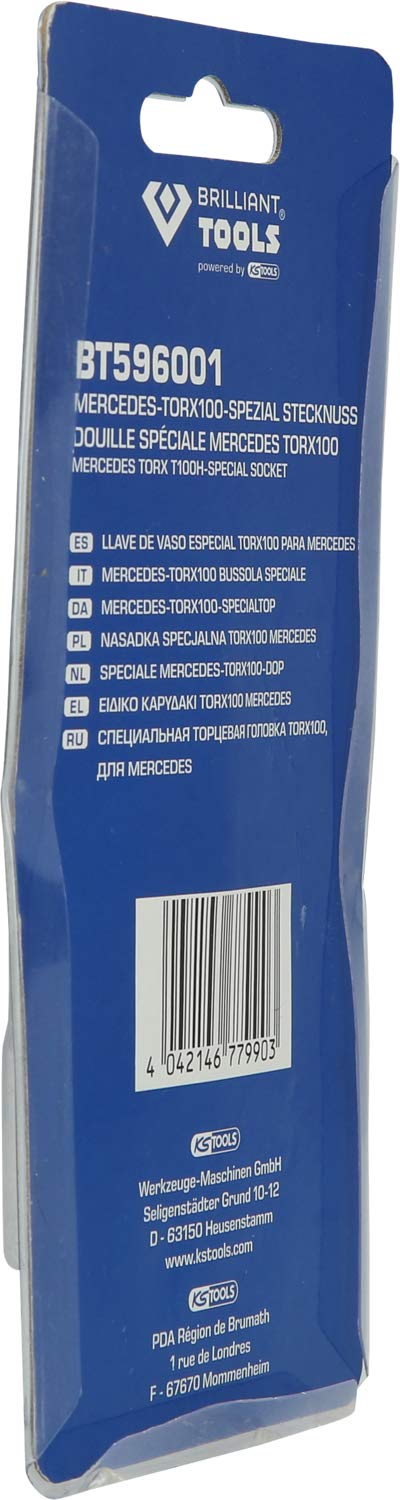 BRILLIANT
TOOLS®
powered by KSTOOLS
BT596001
MERCEDES-TORX100-SPEZIAL STECKNUSS
DOUILLE SPÉCIALE MERCEDES TORX100
MERCEDES TORX T100H-SPECIAL SOCKET
ES LLAVE DE VASO ESPECIAL TORX100 PARA MERCEDES
IT MERCEDES-TORX100 BUSSOLA SPECIALE
DA MERCEDES-TORX100-SPECIALTOP
PL NASADKA SPECJALNA TORX100 MERCEDES
NL SPECIALE MERCEDES-TORX100-DOP
EL ΕΙΔΙΚΟ ΚΑΡΥΔΑΚΙ TORX100 MERCEDES
RU СПЕЦИАЛЬНАЯ ТОРЦЕВАЯ ГОЛОВКА TORX100,
ДЛЯ MERCEDES
4 042146 779903
KSTOOLS
Werkzeuge-Maschinen GmbH
Seligenstädter Grund 10-12
D - 63150 Heusenstamm
www.kstools.com
KSTOOLS
PDA Région de Brumath
1 rue de Londres
F - 67670 Mommenheim